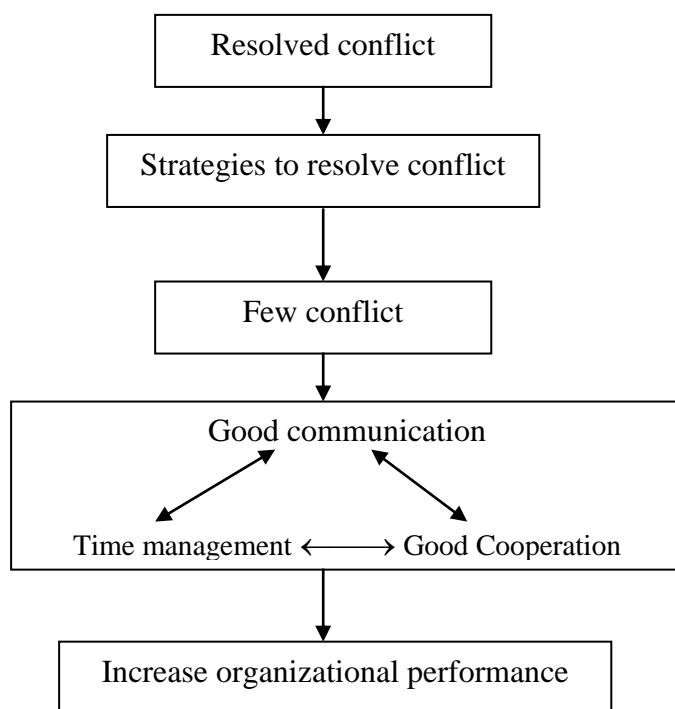 Resolved conflict
Strategies to resolve conflict
Few conflict
Good communication
Time management Good Cooperation
Increase organizational performance